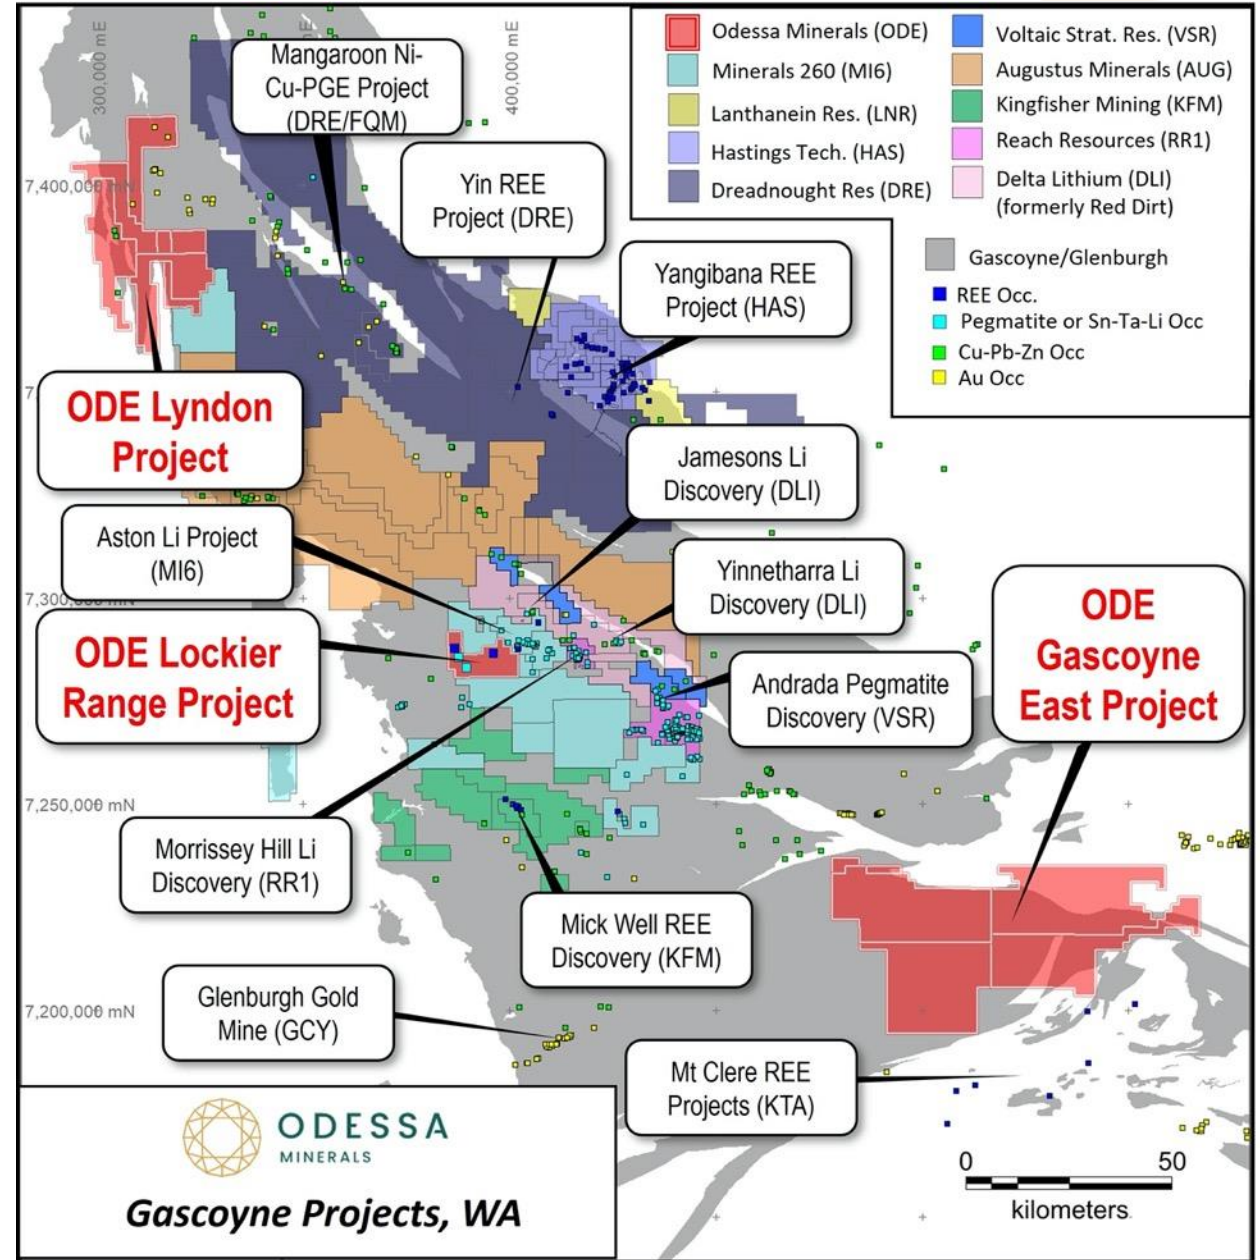 300,000 mE
400,000 mE
Mangaroon Ni-
Cu-PGE Project
(DRE/FQM)
Odessa Minerals (ODE)
Minerals 260 (MI6)
Lanthanein Res. (LNR)
Hastings Tech. (HAS)
Dreadnought Res (DRE)
Voltaic Strat. Res. (VSR)
Augustus Minerals (AUG)
Kingfisher Mining (KFM)
Reach Resources (RR1)
Delta Lithium (DLI)
(formerly Red Dirt)
Gascoyne/Glenburgh
REE Occ.
Pegmatite or Sn-Ta-Li Occ
Cu-Pb-Zn Occ
Au Occ
7,400,000 mN
Yin REE
Project (DRE)
Yangibana REE
Project (HAS)
ODE Lyndon
Project
Jamesons Li
Discovery (DLI)
Aston Li Project
(MI6)
Yinnetharra Li
Discovery (DLI)
7,300,000 mN
ODE Lockier
Range Project
ODE
Gascoyne
East Project
Andrada Pegmatite
Discovery (VSR)
7,250,000 mN
Morrissey Hill Li
Discovery (RR1)
Mick Well REE
Discovery (KFM)
Glenburgh Gold
Mine (GCY)
7,200,000 mN
Mt Clere REE
Projects (KTA)
ODESSA
MINERALS
Gascoyne Projects, WA
0 50
kilometers